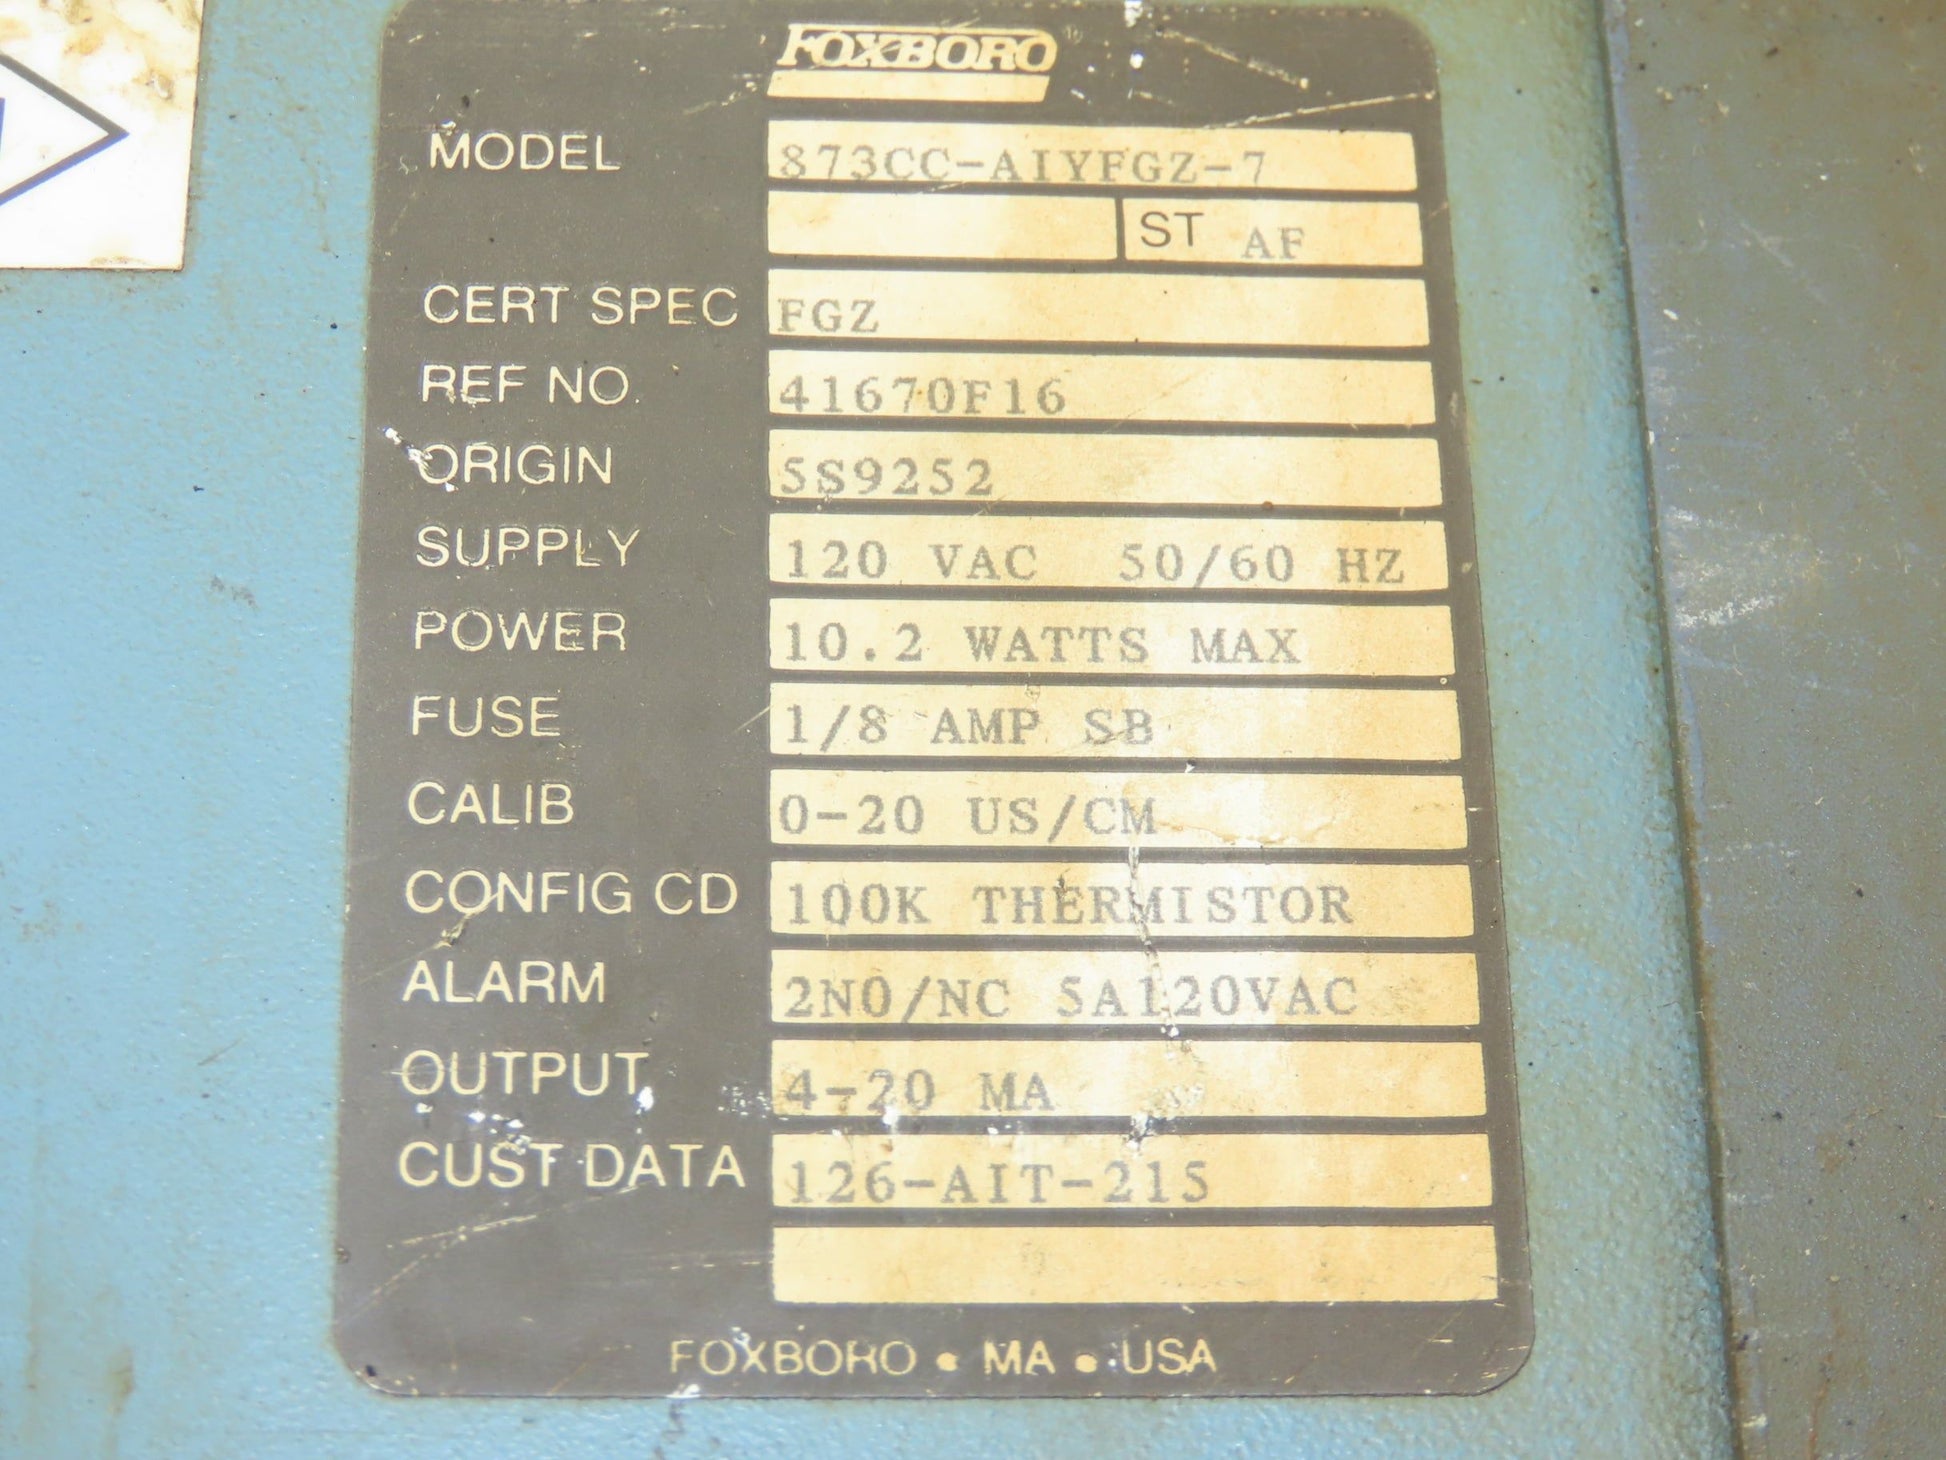 FOXBORO
MODEL 873CC-AIYFGZ-7
ST AF
CERT SPEC FGZ
REF NO. 41670F16
ORIGIN 5S9252
SUPPLY 120 VAC 50/60 HZ
POWER 10.2 WATTS MAX
FUSE 1/8 AMP SB
CALIB 0-20 US/CM
CONFIG CD 100K THERMISTOR
ALARM 2NO/NC 5A120VAC
OUTPUT 4-20 MA
CUST DATA 126-AIT-215
FOXBORO • MA • USA